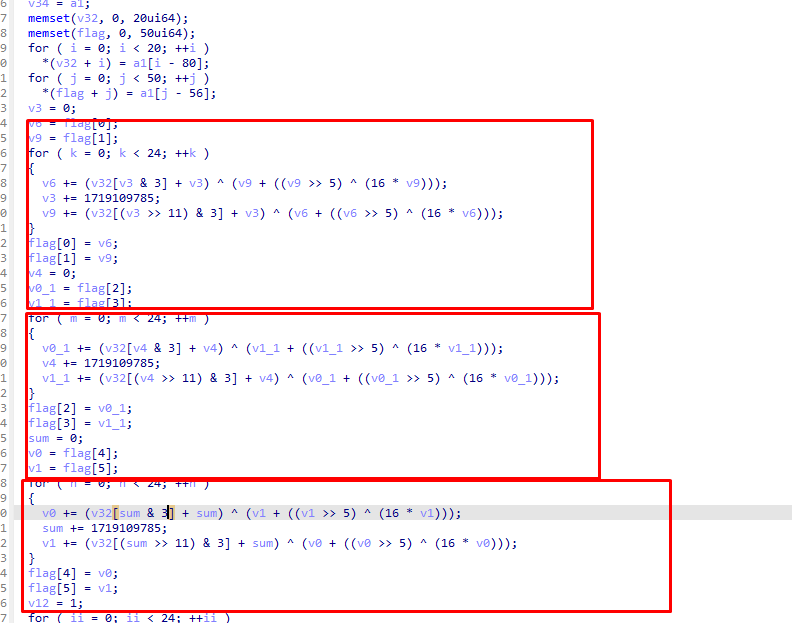 6 v34 = a1;
7 memset(v32, 0, 20ui64);
8 memset(flag, 0, 50ui64);
9 for ( i = 0; i < 20; ++i )
0 *(v32 + i) = a1[i - 80];
1 for ( j = 0; j < 50; ++j )
2 *(flag + j) = a1[j - 56];
3 v3 = 0;
4 v6 = flag[0];
5 v9 = flag[1];
6 for ( k = 0; k < 24; ++k )
7 {
8 v6 += (v32[v3 & 3] + v3) ^ (v9 + ((v9 >> 5) ^ (16 * v9)));
9 v3 += 1719109785;
0 v9 += (v32[(v3 >> 11) & 3] + v3) ^ (v6 + ((v6 >> 5) ^ (16 * v6)));
1 }
2 flag[0] = v6;
3 flag[1] = v9;
4 v4 = 0;
5 v0_1 = flag[2];
6 v1_1 = flag[3];
7 for ( m = 0; m < 24; ++m )
8 {
9 v0_1 += (v32[v4 & 3] + v4) ^ (v1_1 + ((v1_1 >> 5) ^ (16 * v1_1)));
0 v4 += 1719109785;
1 v1_1 += (v32[(v4 >> 11) & 3] + v4) ^ (v0_1 + ((v0_1 >> 5) ^ (16 * v0_1)));
2 }
3 flag[2] = v0_1;
4 flag[3] = v1_1;
5 sum = 0;
6 v0 = flag[4];
7 v1 = flag[5];
8 for ( n = 0; n < 24; ++n )
9 {
0 v0 += (v32[sum & 3] + sum) ^ (v1 + ((v1 >> 5) ^ (16 * v1)));
1 sum += 1719109785;
2 v1 += (v32[(sum >> 11) & 3] + sum) ^ (v0 + ((v0 >> 5) ^ (16 * v0)));
3 }
4 flag[4] = v0;
5 flag[5] = v1;
6 v12 = 1;
7 for ( ii = 0; ii < 24; ++ii )